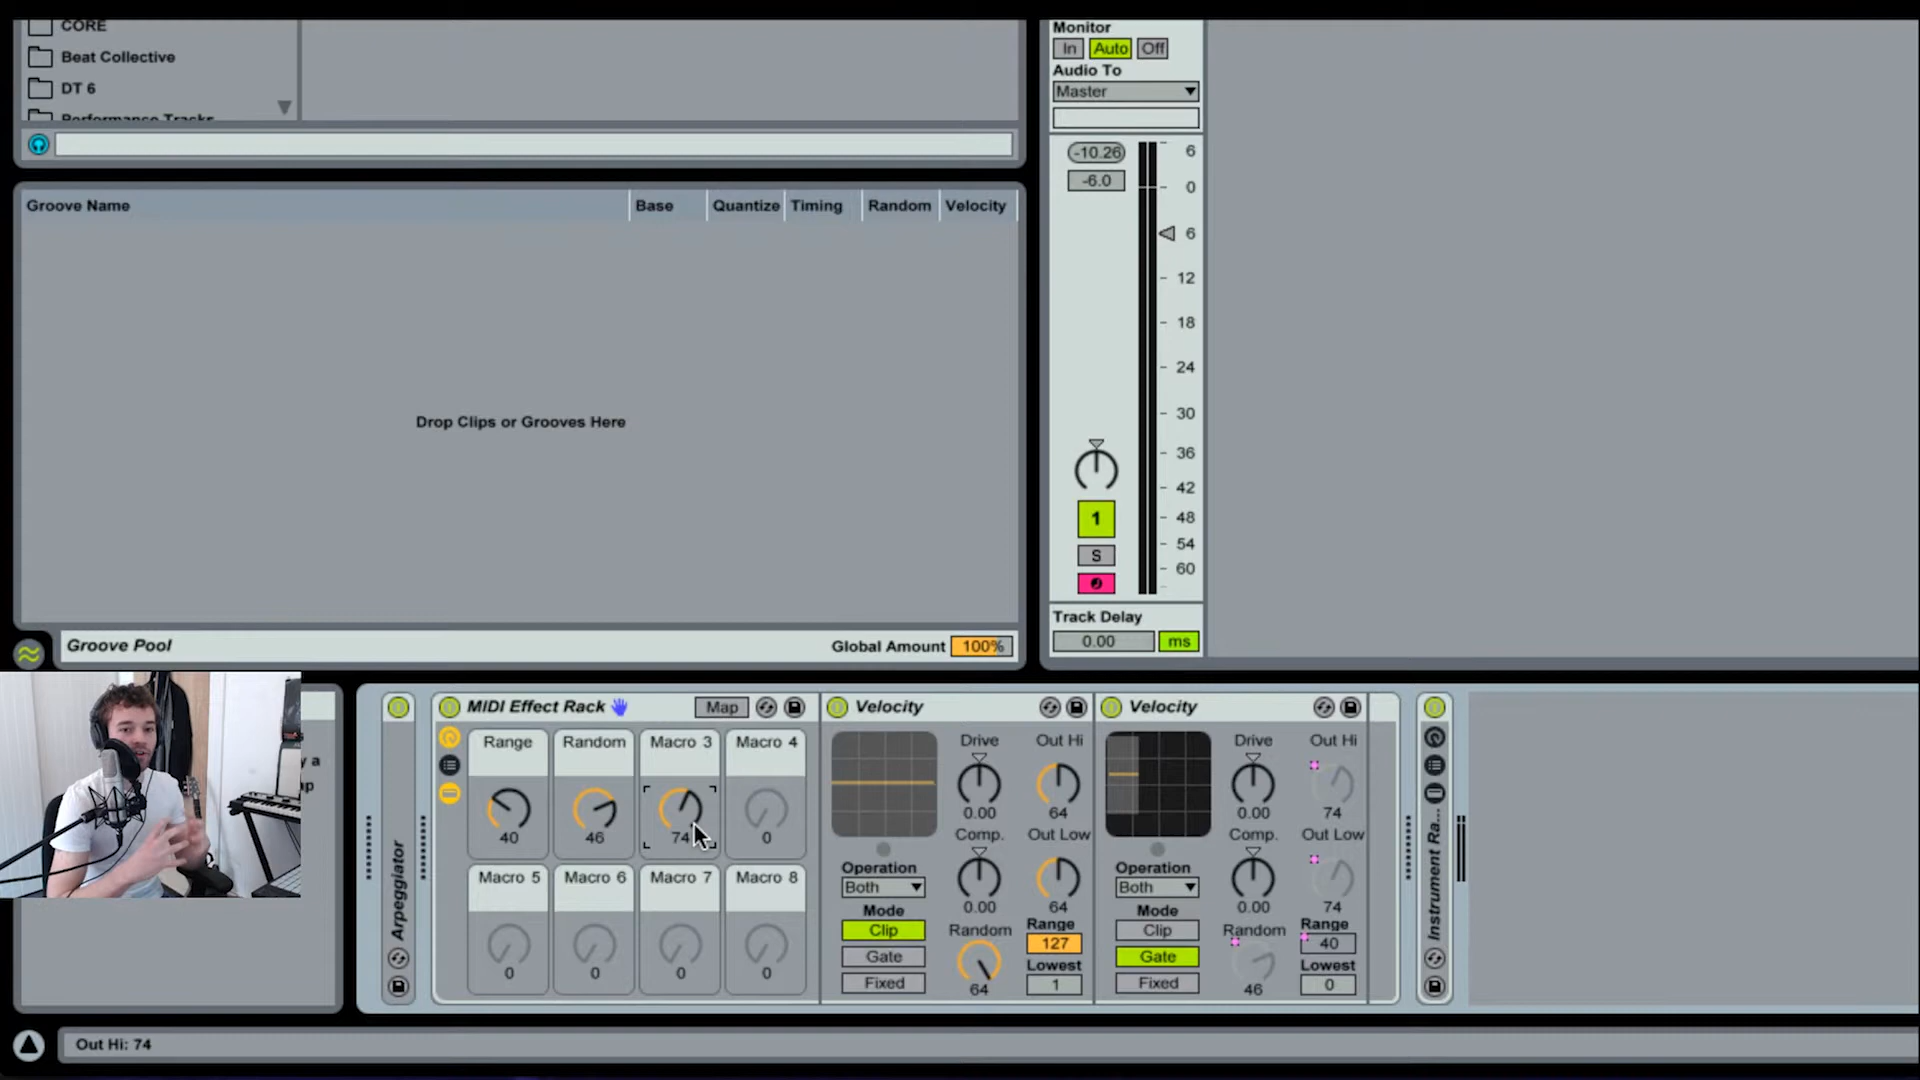 CORE
Beat Collective
DT 6
Performance Tracks
Groove Name Base Quantize Timing Random Velocity
Drop Clips or Grooves Here
Groove Pool Global Amount 100%
Monitor
In Auto Off
Audio To
Master
-10.26
-6.0
6
0
6
12
18
24
30
36
42
48
54
60
1
S
Track Delay
0.00 ms
y a
Arpeggiator
MIDI Effect Rack Map
Range Random Macro 3 Macro 4
40 46 74 0
Macro 5 Macro 6 Macro 7 Macro 8
0 0 0 0
Velocity
Drive Out Hi
0.00 64
Comp. Out Low
0.00 64
Operation
Both
Mode
Clip
Gate
Fixed
Random
64
Range
127
Lowest
1
Velocity
Drive Out Hi
0.00 74
Comp. Out Low
0.00 74
Operation
Both
Mode
Clip
Gate
Fixed
Random
46
Range
40
Lowest
0
Instrument Ra...
Out Hi: 74